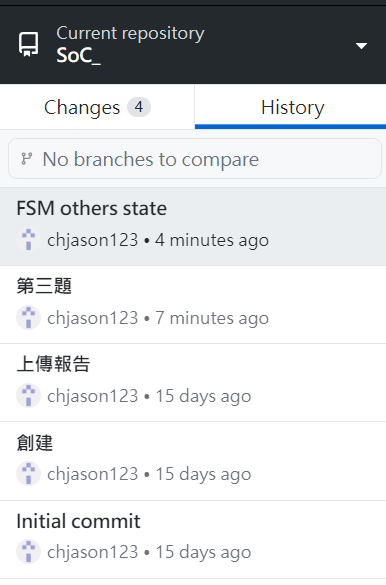 Current repository
SoC_
Changes 4
History
No branches to compare
FSM others state
chjason123 • 4 minutes ago
第三題
chjason123 • 7 minutes ago
上傳報告
chjason123 • 15 days ago
創建
chjason123 • 15 days ago
Initial commit
chjason123 • 15 days ago